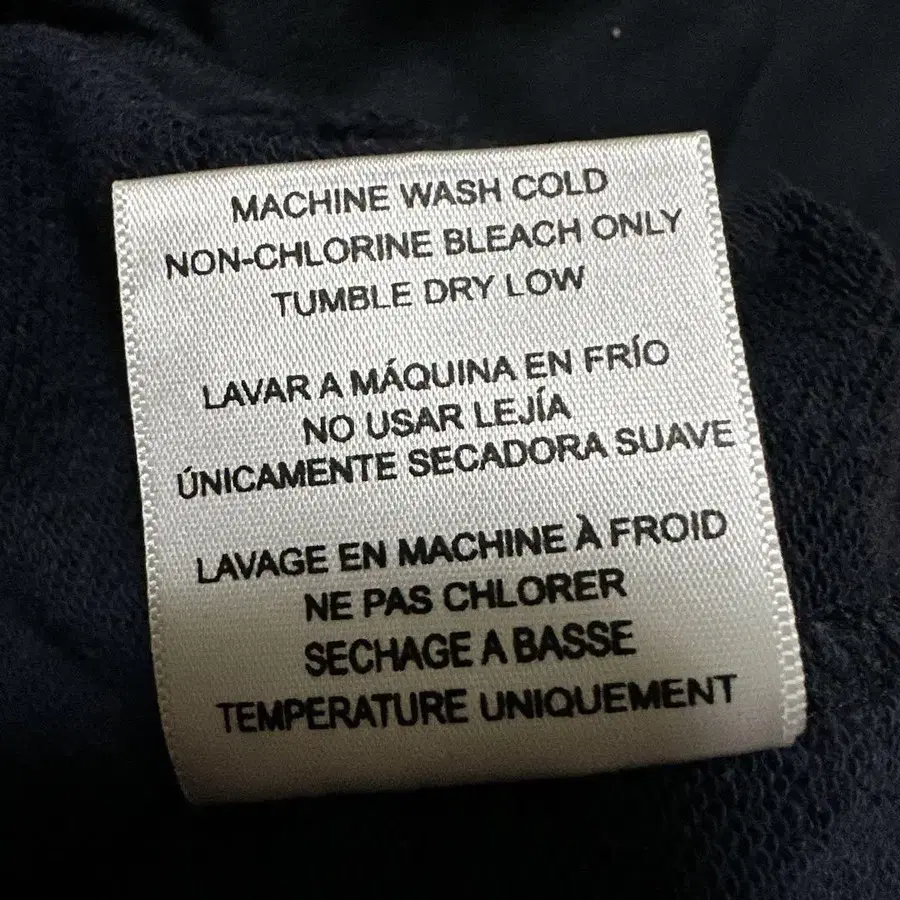 MACHINE WASH COLD
NON-CHLORINE BLEACH ONLY
TUMBLE DRY LOW
LAVAR A MÁQUINA EN FRÍO
NO USAR LEJÍA
ÚNICAMENTE SECADORA SUAVE
LAVAGE EN MACHINE À FROID
NE PAS CHLORER
SECHAGE A BASSE
TEMPERATURE UNIQUEMENT